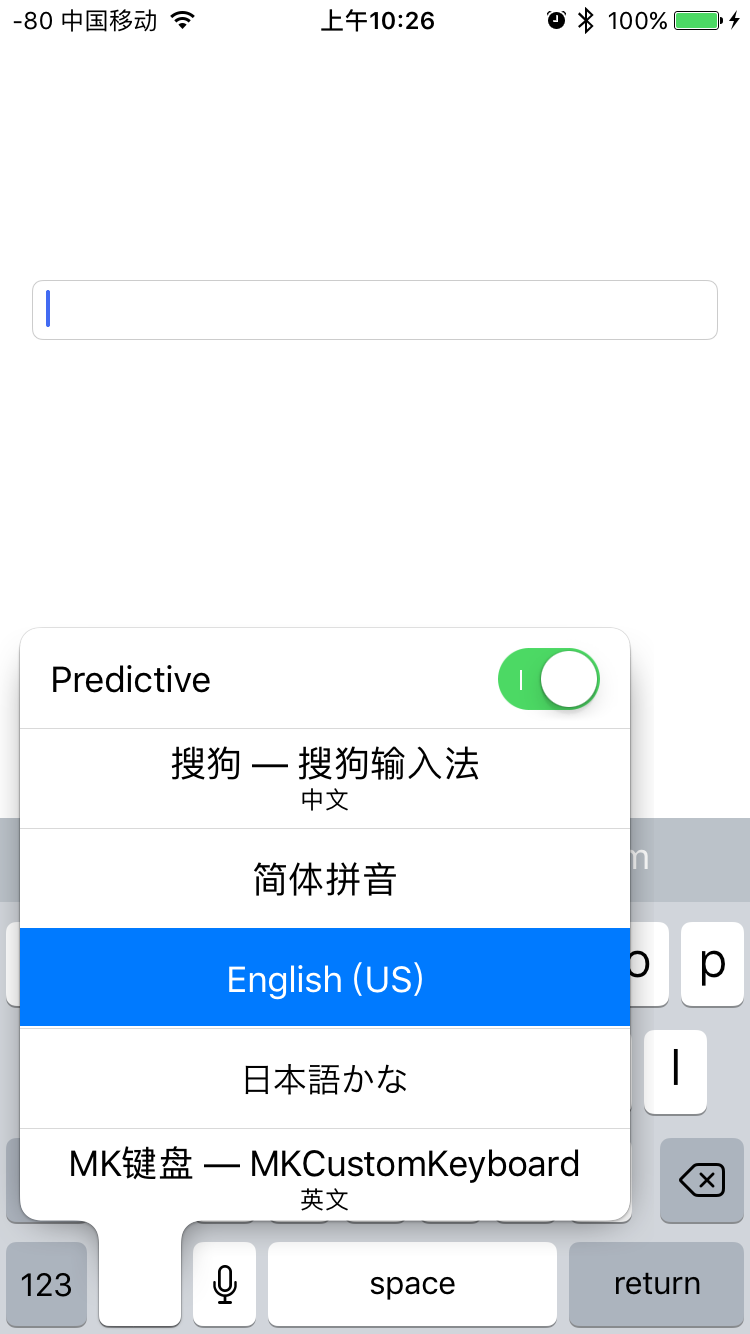 -80 中国移动 上午10:26 100%
Predictive
搜狗 — 搜狗输入法
中文
简体拼音
English (US)
日本語かな
MK键盘 — MKCustomKeyboard
英文
m
o p
l
123 space return